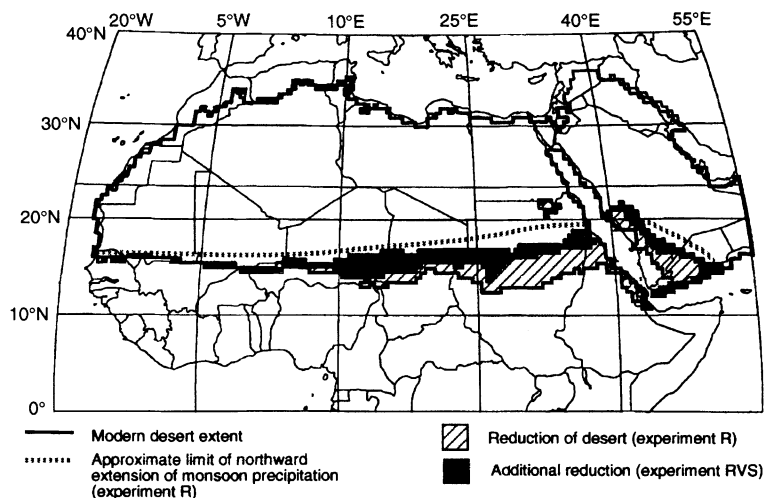 20°W 5°W 10°E 25°E 40°E 55°E
40°N
30°N
20°N
10°N
0°
Modern desert extent
Approximate limit of northward
extension of monsoon precipitation
(experiment R)
Reduction of desert (experiment R)
Additional reduction (experiment RVS)